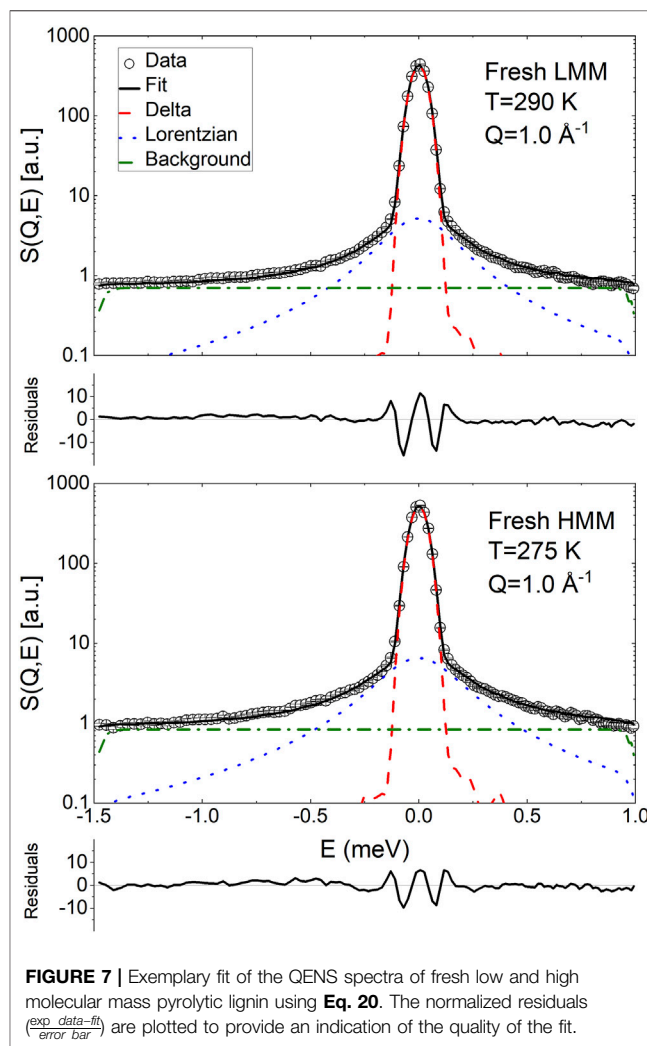 1000
100
10
1
0.1
S(Q,E) [a.u.]
Data
Fit
Delta
Lorentzian
Background
Fresh LMM
T=290 K
Q=1.0 Å⁻¹
Residuals
10
0
-10
1000
100
10
1
0.1
S(Q,E) [a.u.]
Fresh HMM
T=275 K
Q=1.0 Å⁻¹
-1.5 -1.0 -0.5 0.0 0.5 1.0
E (meV)
Residuals
10
0
-10
FIGURE 7 | Exemplary fit of the QENS spectra of fresh low and high
molecular mass pyrolytic lignin using Eq. 20. The normalized residuals
(exp data−fit / error bar) are plotted to provide an indication of the quality of the fit.